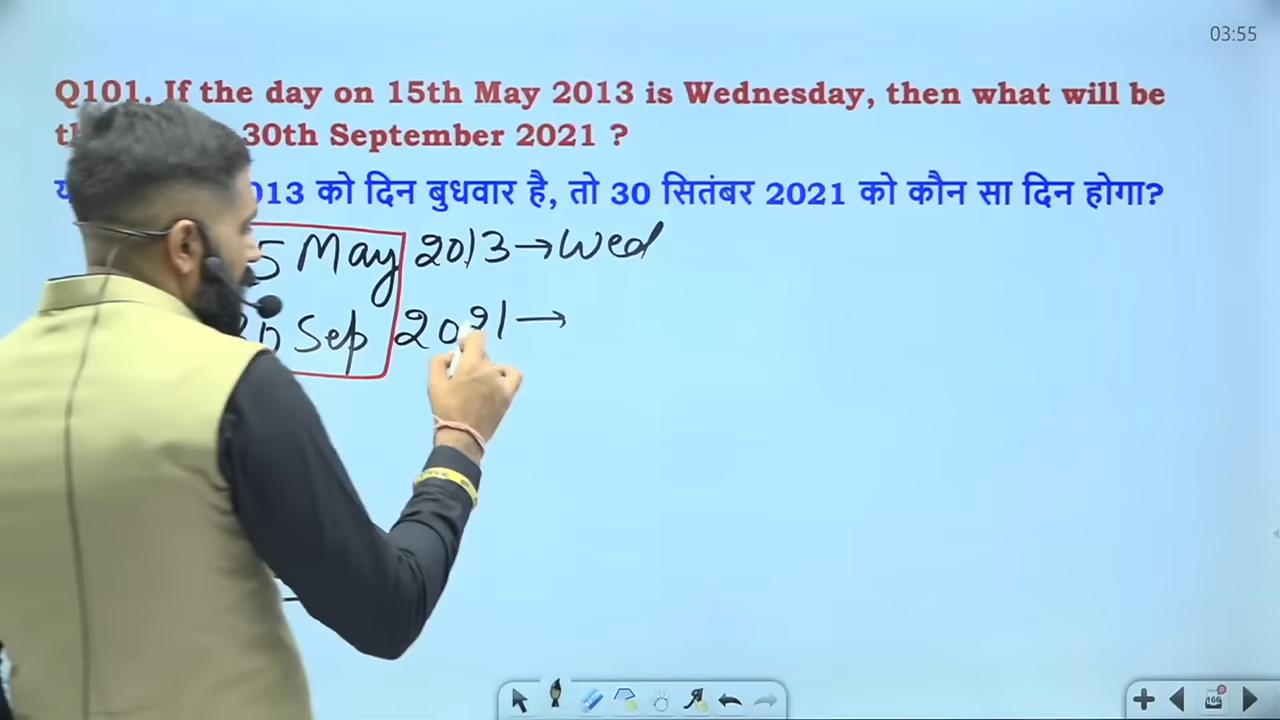 03:55
Q101. If the day on 15th May 2013 is Wednesday, then what will be
30th September 2021 ?
013 को दिन बुधवार है, तो 30 सितंबर 2021 को कौन सा दिन होगा?
5 May 2013→Wed
Sep 2021→